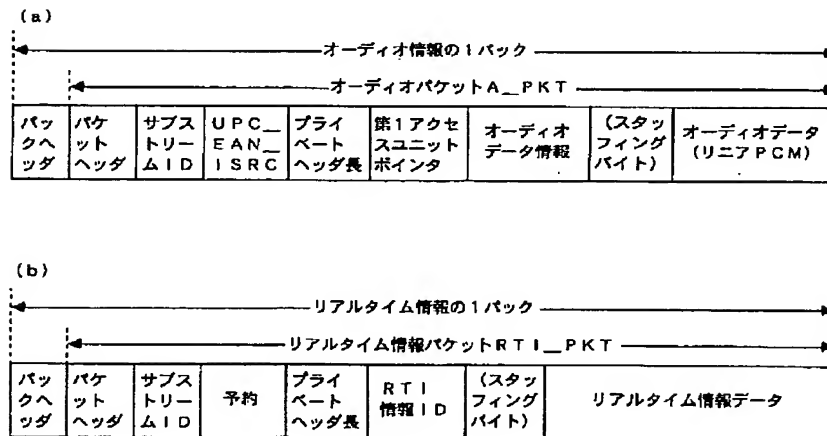 (a)
オーディオ情報の1パック
オーディオパケットA__PKT
パッ
クヘッ
ダ
パケ
ット
ヘッダ
サブス
トリー
ムID
UPC__
EAN__
ISRC
プライ
ベート
ヘッダ長
第1アクセ
スユニット
ポインタ
オーディオ
データ情報
(スタッ
フィング
バイト)
オーディオデータ
(リニアPCM)
(b)
リアルタイム情報の1パック
リアルタイム情報パケットRTI__PKT
パッ
クヘッ
ダ
パケ
ット
ヘッダ
サブス
トリー
ムID
予約
プライ
ベート
ヘッダ長
RTI
情報ID
(スタッ
フィング
バイト)
リアルタイム情報データ